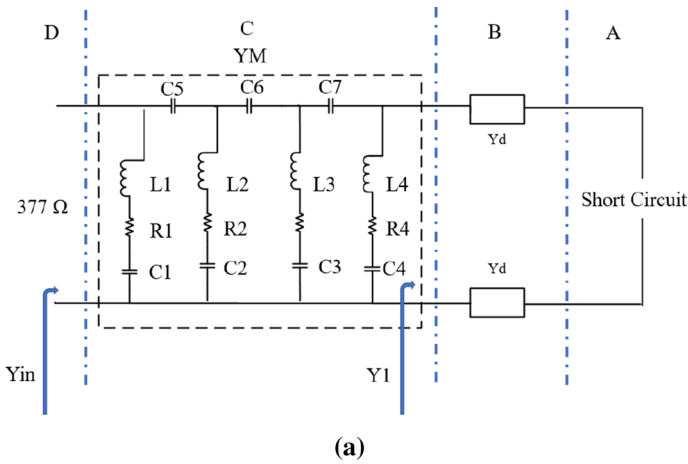 D C B A
YM
C5 C6 C7
Yd
L1 L2 L3 L4
377 Ω Short Circuit
R1 R2 R4
C1 C2 C3 C4
Yd
Yin Y1
(a)